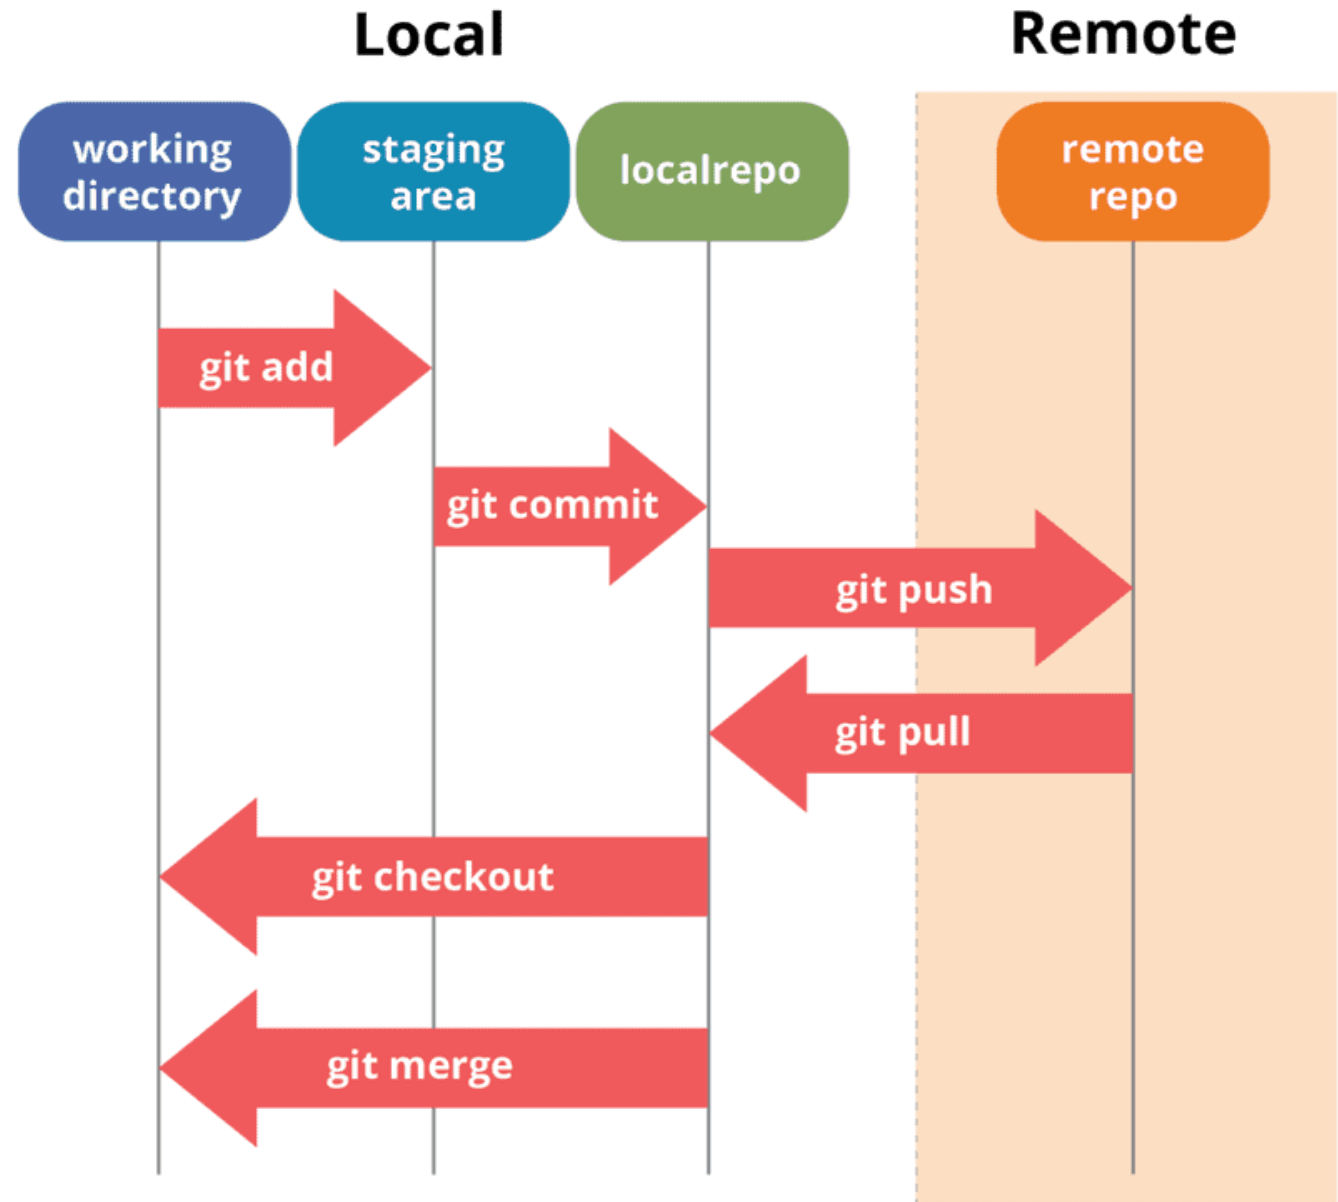 Local
Remote
working
directory
staging
area
localrepo
remote
repo
git add
git commit
git push
git pull
git checkout
git merge